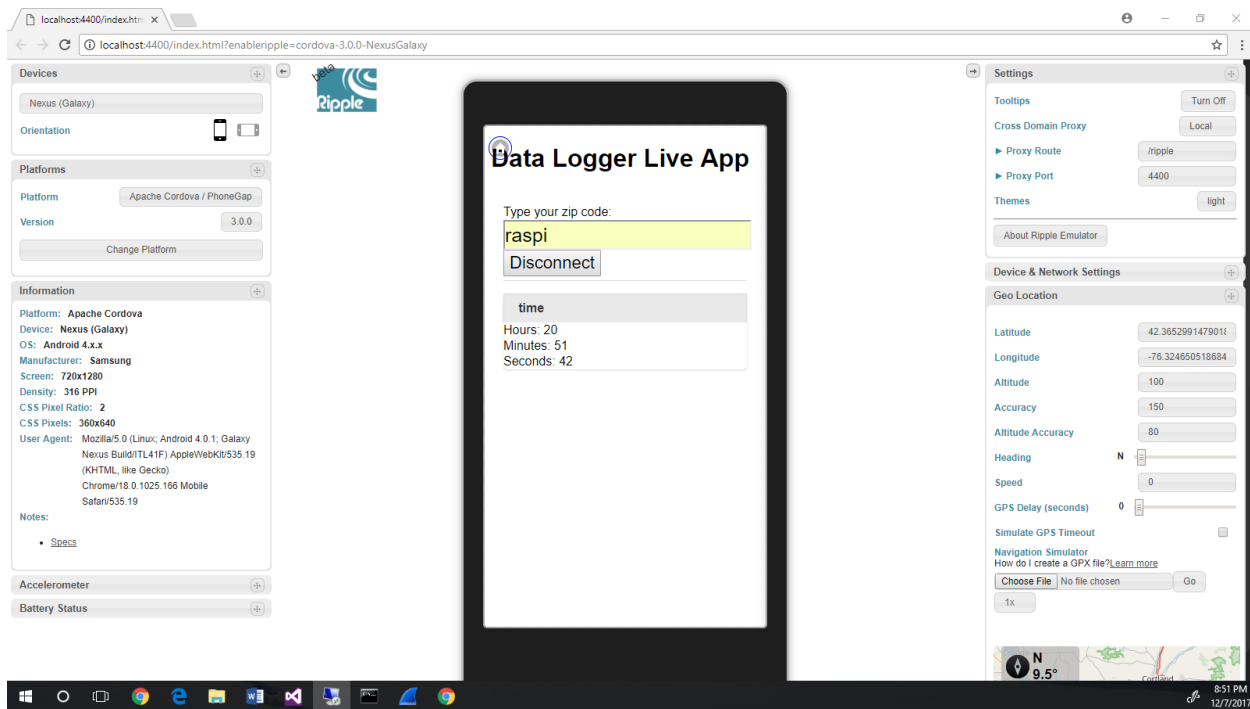 localhost:4400/index.htm
localhost:4400/index.html?enableripple=cordova-3.0.0-NexusGalaxy
Devices
Nexus (Galaxy)
Orientation
Platforms
Platform
Apache Cordova / PhoneGap
Version
3.0.0
Change Platform
Information
Platform: Apache Cordova
Device: Nexus (Galaxy)
OS: Android 4.x.x
Manufacturer: Samsung
Screen: 720x1280
Density: 316 PPI
CSS Pixel Ratio: 2
CSS Pixels: 360x640
User Agent: Mozilla/5.0 (Linux; Android 4.0.1; Galaxy
Nexus Build/ITL41F) AppleWebKit/535.19
(KHTML, like Gecko)
Chrome/18.0.1025.166 Mobile
Safari/535.19
Notes:
Specs
Accelerometer
Battery Status
beta
Ripple
Data Logger Live App
Type your zip code:
raspi
Disconnect
time
Hours: 20
Minutes: 51
Seconds: 42
Settings
Tooltips
Turn Off
Cross Domain Proxy
Local
Proxy Route
/ripple
Proxy Port
4400
Themes
light
About Ripple Emulator
Device & Network Settings
Geo Location
Latitude
42.3652991479018
Longitude
-76.324650518684
Altitude
100
Accuracy
150
Altitude Accuracy
80
Heading
N
Speed
0
GPS Delay (seconds)
0
Simulate GPS Timeout
Navigation Simulator
How do I create a GPX file?Learn more
Choose File No file chosen
Go
1x
N
9.5°
Cortland
8:51 PM
12/7/2017